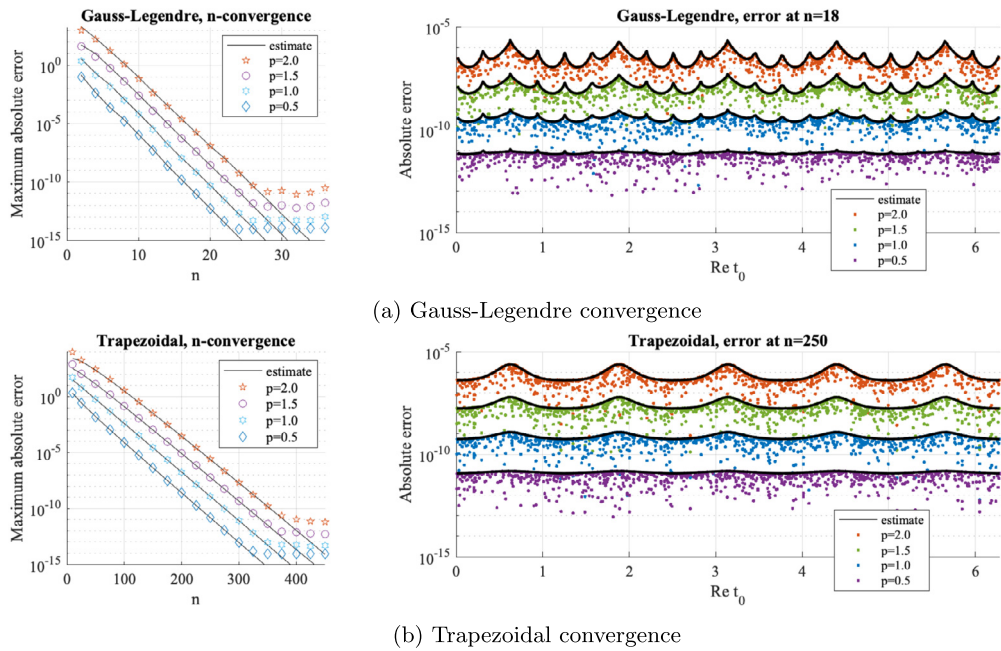 Gauss-Legendre, n-convergence
Maximum absolute error
10^0
10^-5
10^-10
10^-15
0
10
20
30
n
estimate
p=2.0
p=1.5
p=1.0
p=0.5
Gauss-Legendre, error at n=18
Absolute error
10^-5
10^-10
10^-15
0
1
2
3
4
5
6
Re t_0
estimate
p=2.0
p=1.5
p=1.0
p=0.5
(a) Gauss-Legendre convergence
Trapezoidal, n-convergence
Maximum absolute error
10^0
10^-5
10^-10
10^-15
0
100
200
300
400
n
estimate
p=2.0
p=1.5
p=1.0
p=0.5
Trapezoidal, error at n=250
Absolute error
10^-5
10^-10
10^-15
0
1
2
3
4
5
6
Re t_0
estimate
p=2.0
p=1.5
p=1.0
p=0.5
(b) Trapezoidal convergence